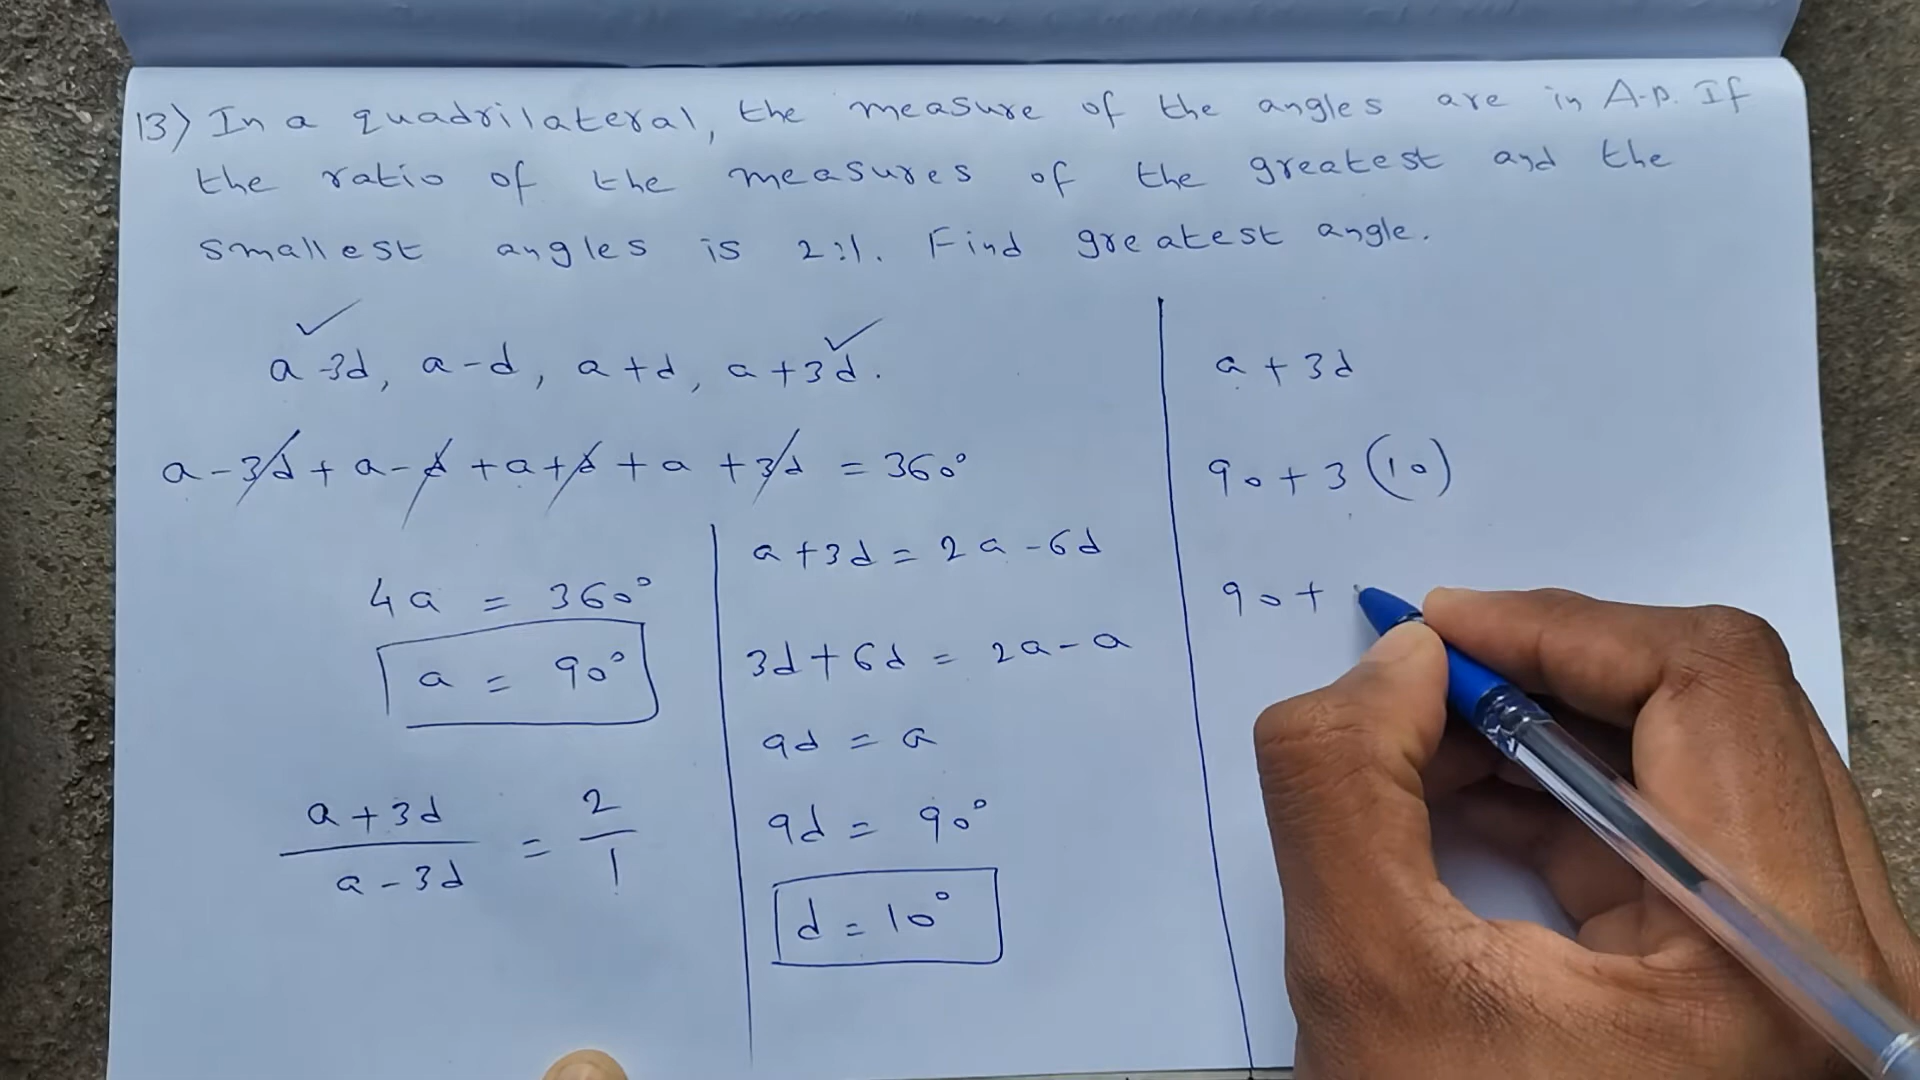 13) In a quadrilateral, the measure of the angles are in A.P. If
the ratio of the measures of the greatest and the
smallest angles is 2:1. Find greatest angle.
a-3d, a-d, a+d, a+3d.
a-3d+a-d+a+d+a+3d = 360°
4a = 360°
a = 90°
a+3d
a-3d
= 2
1
a+3d = 2a-6d
3d+6d = 2a-a
9d = a
9d = 90°
d = 10°
a+3d
90+3(10)
90+